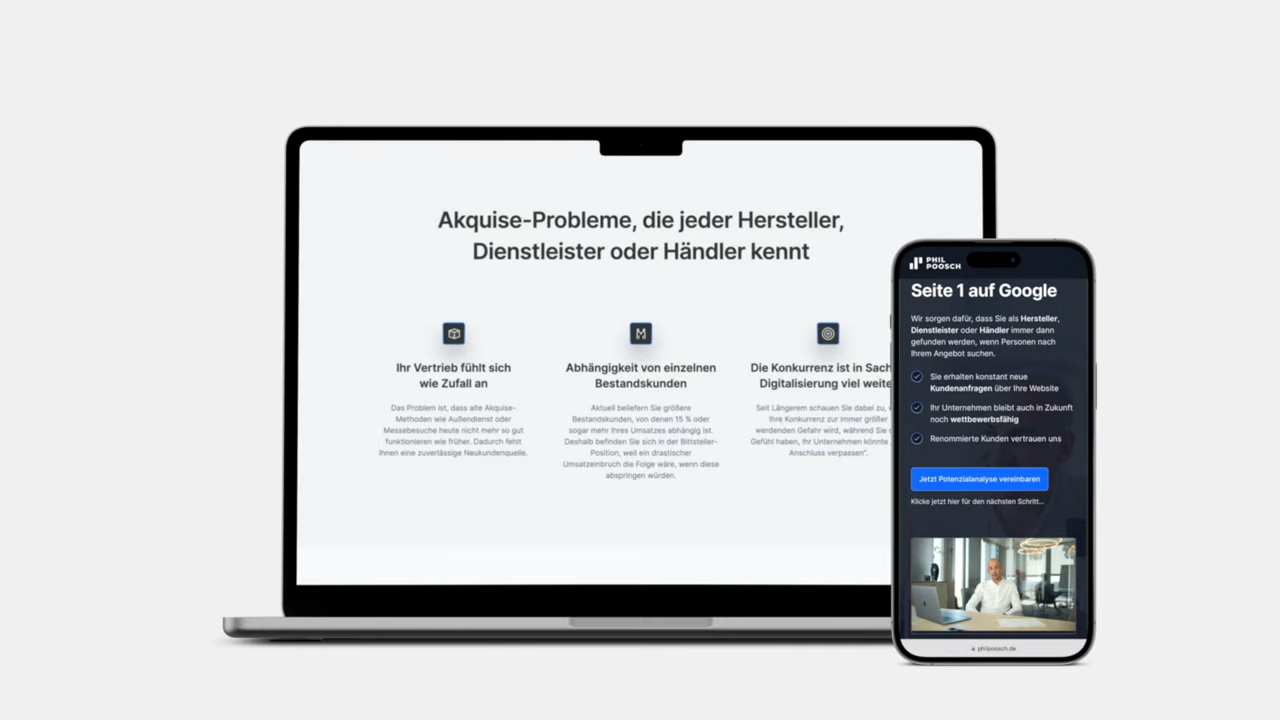 Akquise-Probleme, die jeder Hersteller,
Dienstleister oder Händler kennt
Ihr Vertrieb fühlt sich
wie Zufall an
Das Problem ist, dass alte Akquise-
Methoden wie Außendienst oder
Messebesuche heute nicht mehr so gut
funktionieren wie früher. Dadurch fehlt
Ihnen eine zuverlässige Neukundenquelle.
Abhängigkeit von einzelnen
Bestandskunden
Aktuell beliefern Sie größere
Bestandskunden, von denen 15 % oder
sogar mehr Ihres Umsatzes abhängig ist.
Deshalb befinden Sie sich in der Bittsteller-
Position, weil ein drastischer
Umsatzeinbruch die Folge wäre, wenn diese
abspringen würden.
Die Konkurrenz ist in Sach
Digitalisierung viel weite
Seit Längerem schauen Sie dabei zu,
Ihre Konkurrenz zur immer größer
werdenden Gefahr wird, während Sie
Gefühl haben, Ihr Unternehmen könnte
Anschluss verpassen".
PHIL
POOSCH
Seite 1 auf Google
Wir sorgen dafür, dass Sie als Hersteller,
Dienstleister oder Händler immer dann
gefunden werden, wenn Personen nach
Ihrem Angebot suchen.
Sie erhalten konstant neue
Kundenanfragen über Ihre Website
Ihr Unternehmen bleibt auch in Zukunft
noch wettbewerbsfähig
Renommierte Kunden vertrauen uns
Jetzt Potenzialanalyse vereinbaren
Klicke jetzt hier für den nächsten Schritt...
philpoosch.de